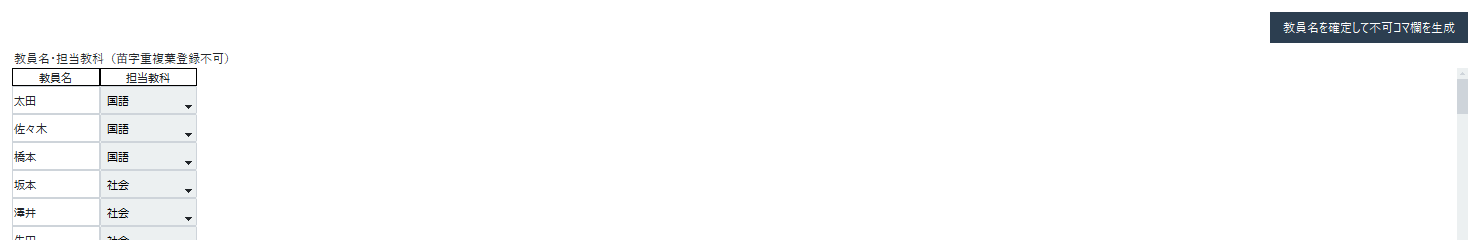 教員名を確定して不可コマ欄を生成
教員名・担当教科（苗字重複葉登録不可）
教員名 担当教科
太田 国語
佐々木 国語
橋本 国語
坂本 社会
澤井 社会